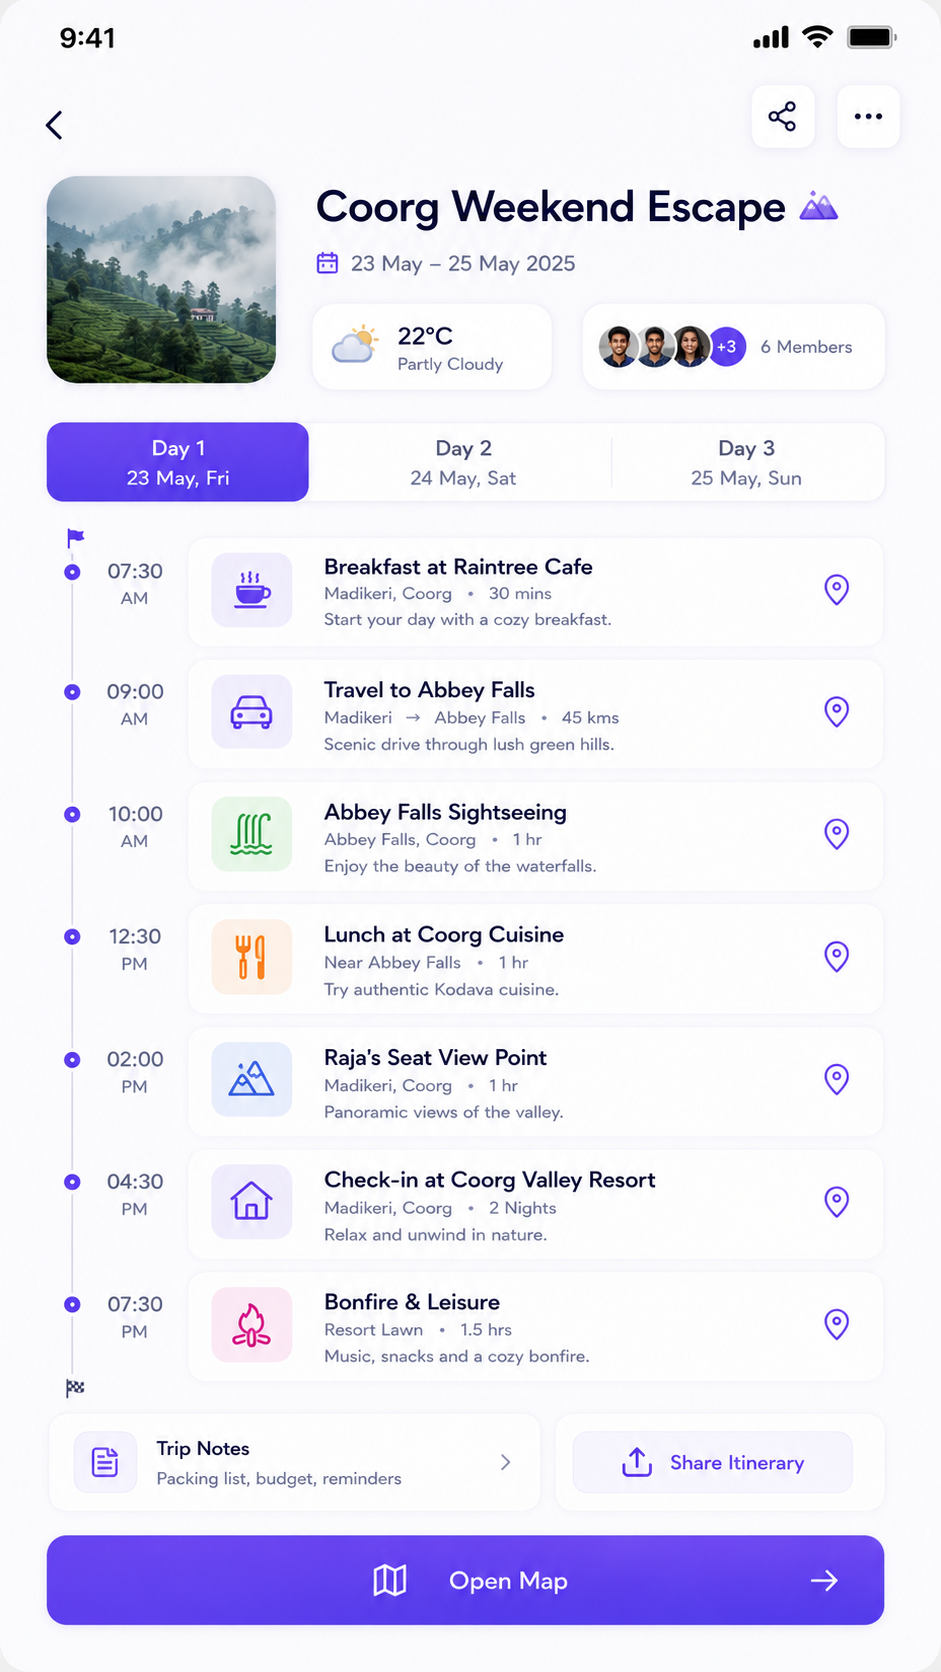 9:41
Coorg Weekend Escape
23 May – 25 May 2025
22°C
Partly Cloudy
+3
6 Members
Day 1
23 May, Fri
Day 2
24 May, Sat
Day 3
25 May, Sun
07:30
AM
Breakfast at Raintree Cafe
Madikeri, Coorg • 30 mins
Start your day with a cozy breakfast.
09:00
AM
Travel to Abbey Falls
Madikeri → Abbey Falls • 45 kms
Scenic drive through lush green hills.
10:00
AM
Abbey Falls Sightseeing
Abbey Falls, Coorg • 1 hr
Enjoy the beauty of the waterfalls.
12:30
PM
Lunch at Coorg Cuisine
Near Abbey Falls • 1 hr
Try authentic Kodava cuisine.
02:00
PM
Raja's Seat View Point
Madikeri, Coorg • 1 hr
Panoramic views of the valley.
04:30
PM
Check-in at Coorg Valley Resort
Madikeri, Coorg • 2 Nights
Relax and unwind in nature.
07:30
PM
Bonfire & Leisure
Resort Lawn • 1.5 hrs
Music, snacks and a cozy bonfire.
Trip Notes
Packing list, budget, reminders
Share Itinerary
Open Map